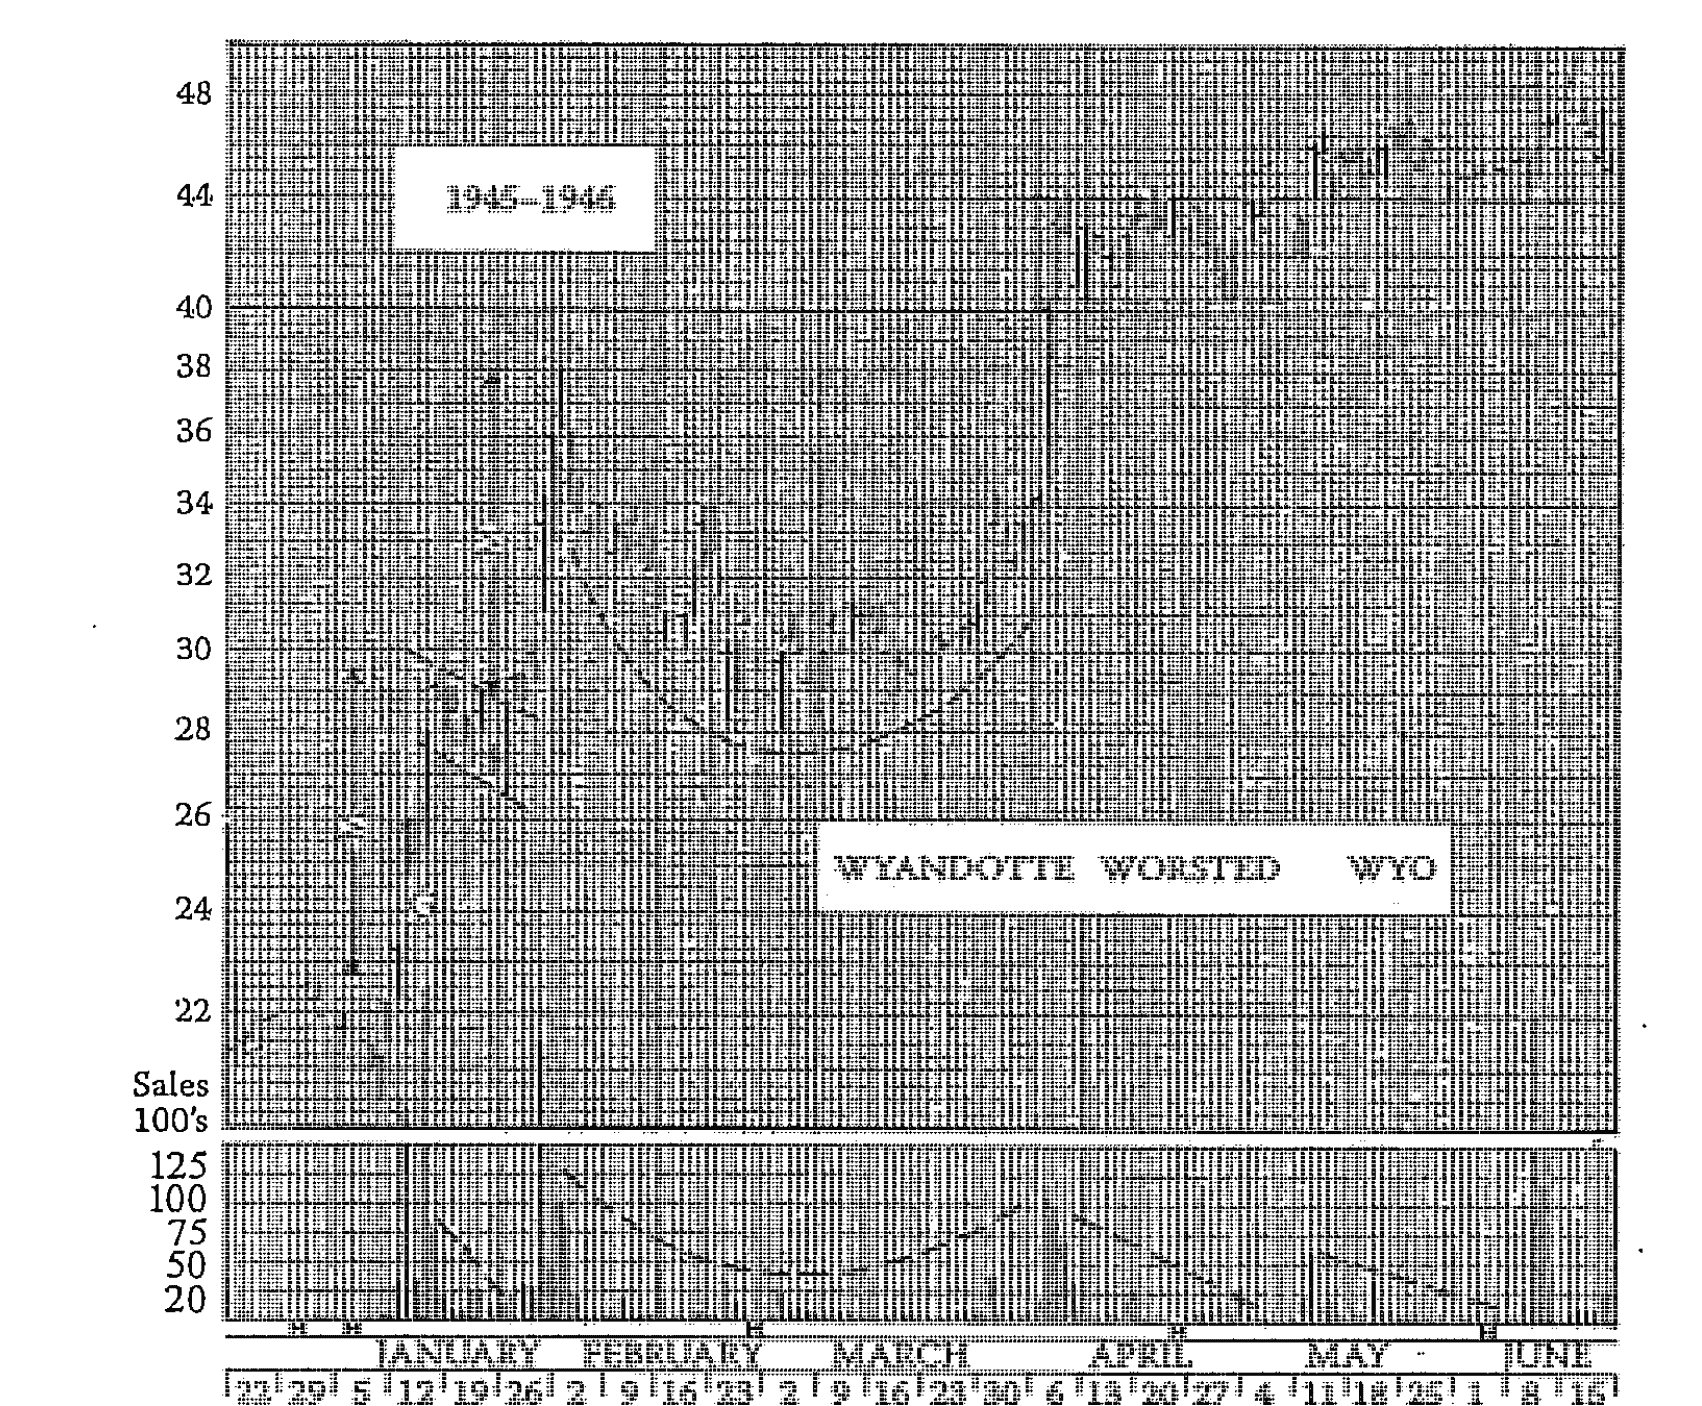 48
1945–1946
44
40
38
36
34
32
30
28
26
WYANDOTTE WORSTED WYO
24
G
22
Sales
100's
125
100
75
50
20
H H H H H
JANUARY FEBRUARY MARCH APRIL MAY JUNE
22 29 5 12 19 26 2 9 16 23 2 9 16 23 30 6 13 20 27 4 11 18 25 1 8 15